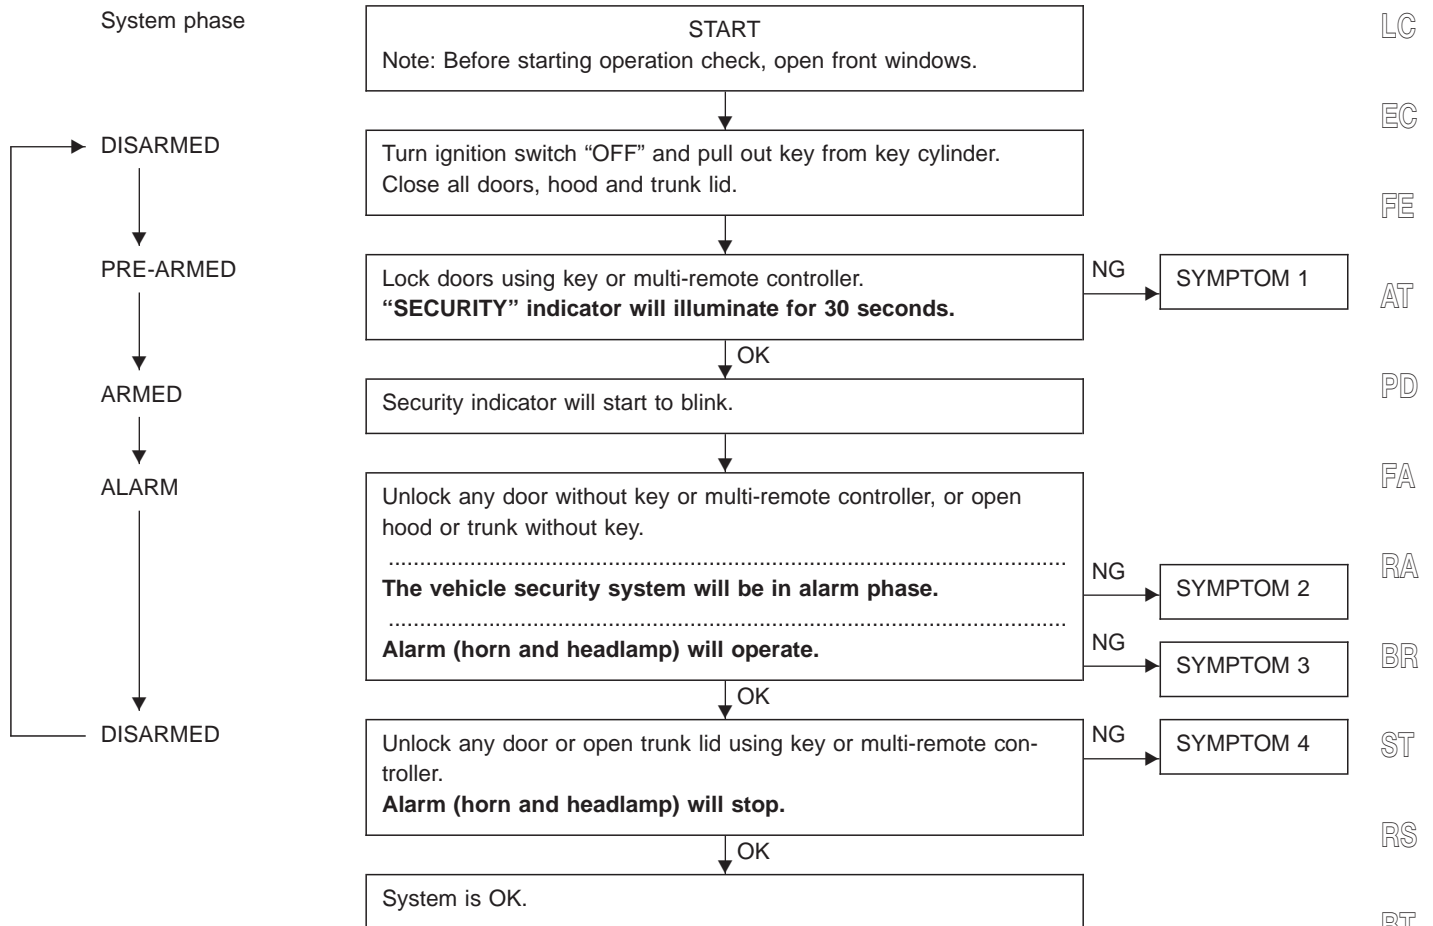 System phase
START
Note: Before starting operation check, open front windows.
DISARMED
Turn ignition switch “OFF” and pull out key from key cylinder.
Close all doors, hood and trunk lid.
PRE-ARMED
Lock doors using key or multi-remote controller.
“SECURITY” indicator will illuminate for 30 seconds.
NG
SYMPTOM 1
OK
ARMED
Security indicator will start to blink.
ALARM
Unlock any door without key or multi-remote controller, or open
hood or trunk without key.
The vehicle security system will be in alarm phase.
NG
SYMPTOM 2
Alarm (horn and headlamp) will operate.
NG
SYMPTOM 3
OK
DISARMED
Unlock any door or open trunk lid using key or multi-remote con-
troller.
Alarm (horn and headlamp) will stop.
NG
SYMPTOM 4
OK
System is OK.
LC
EC
FE
AT
PD
FA
RA
BR
ST
RS